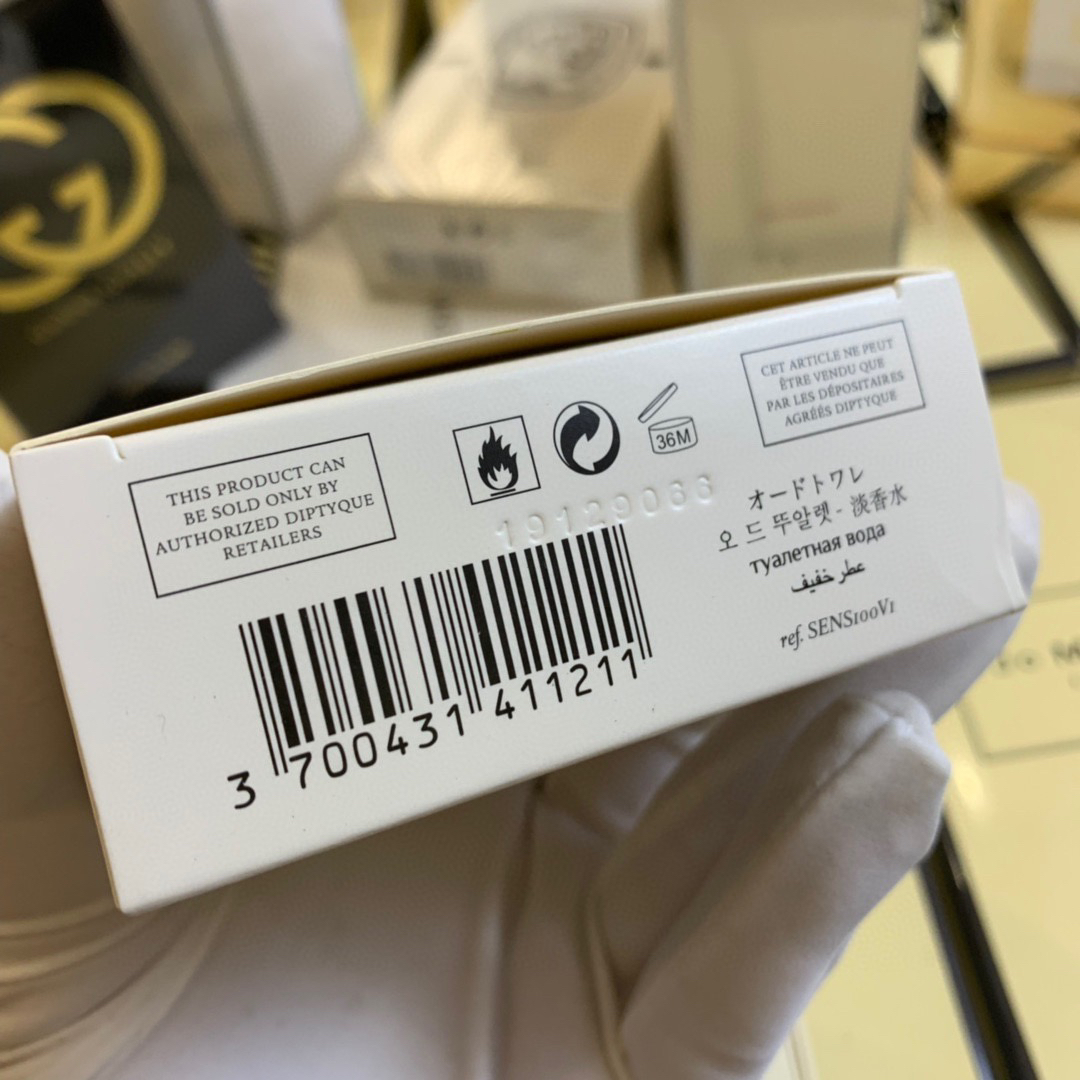 THIS PRODUCT CAN
BE SOLD ONLY BY
AUTHORIZED DIPTYQUE
RETAILERS
36M
CET ARTICLE NE PEUT
ÊTRE VENDU QUE
PAR LES DÉPOSITAIRES
AGRÉÉS DIPTYQUE
19129066
オードトワレ
오 드 뚜알렛 - 淡香水
туалетная вода
عطر خفيف
ref. SENS100V1
3 700431 411211